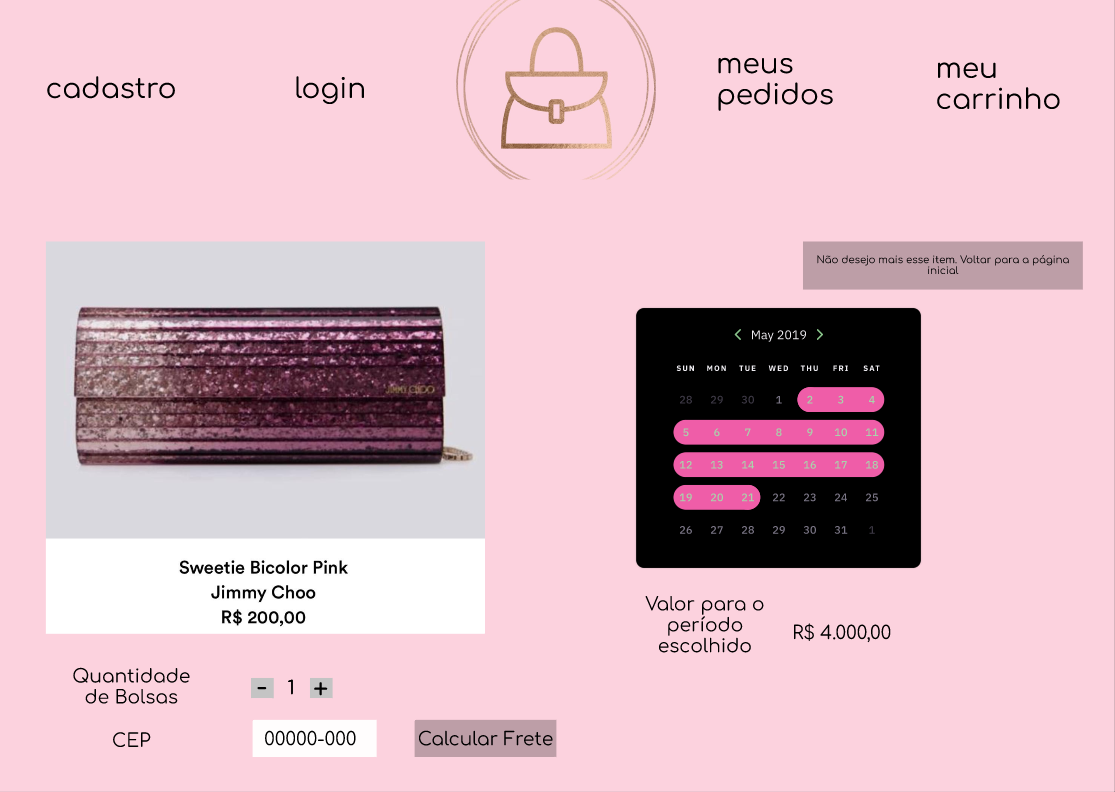 cadastro
login
meus
pedidos
meu
carrinho
Não desejo mais esse item. Voltar para a página
inicial
JIMMY CHOO
May 2019
SUN MON TUE WED THU FRI SAT
28 29 30 1 2 3 4
5 6 7 8 9 10 11
12 13 14 15 16 17 18
19 20 21 22 23 24 25
26 27 28 29 30 31 1
Sweetie Bicolor Pink
Jimmy Choo
R$ 200,00
Valor para o
período
escolhido
R$ 4.000,00
Quantidade
de Bolsas
- 1 +
CEP
00000-000
Calcular Frete